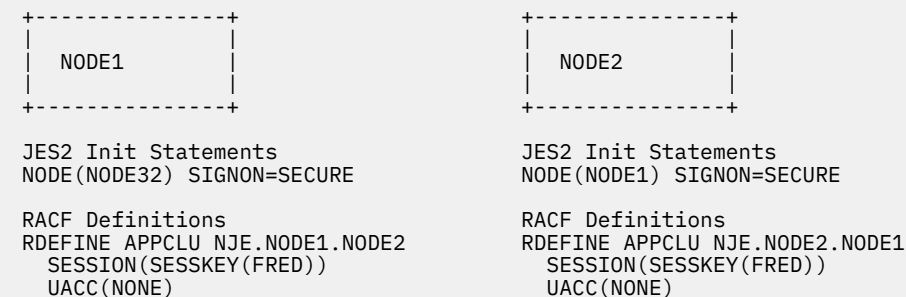 NODE1
JES2 Init Statements
NODE(NODE32) SIGNON=SECURE
RACF Definitions
RDEFINE APPCLU NJE.NODE1.NODE2
SESSION(SESSKEY(FRED))
UACC(NONE)
NODE2
JES2 Init Statements
NODE(NODE1) SIGNON=SECURE
RACF Definitions
RDEFINE APPCLU NJE.NODE2.NODE1
SESSION(SESSKEY(FRED))
UACC(NONE)